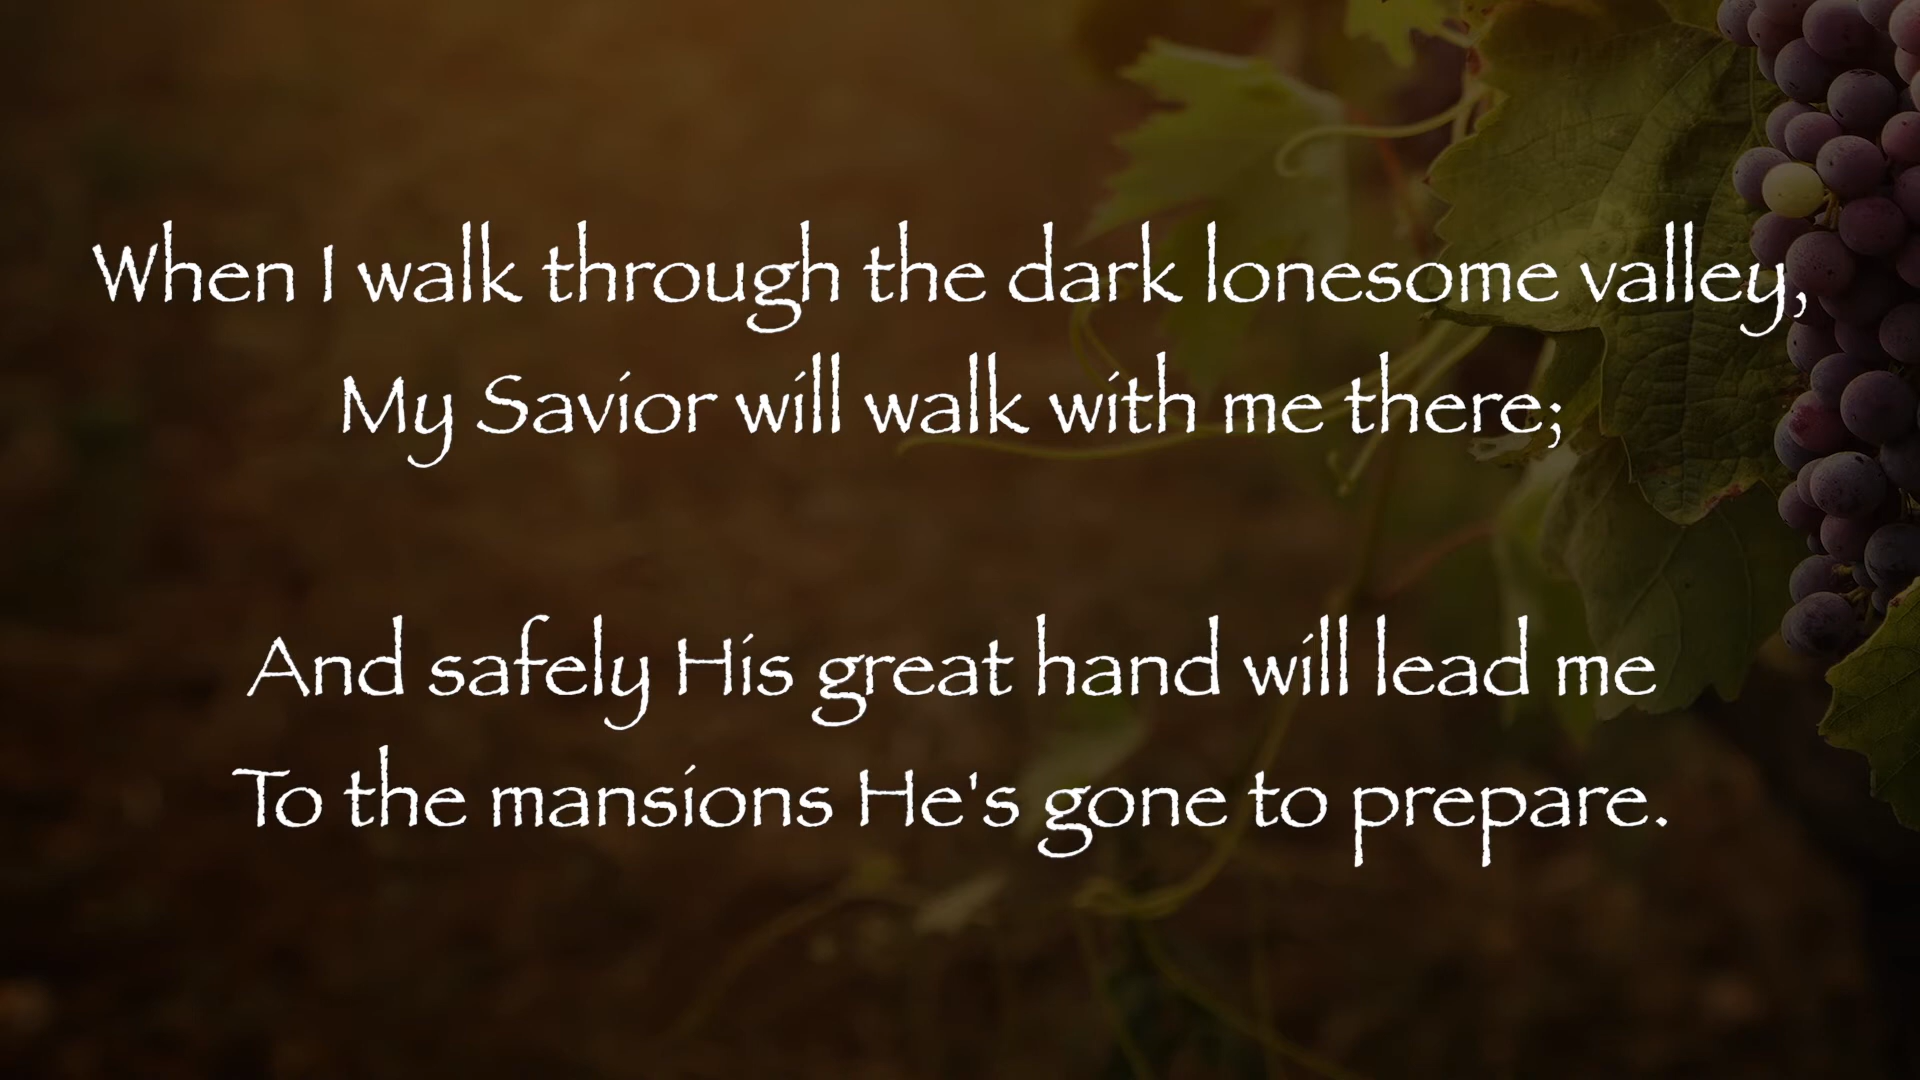 When I walk through the dark lonesome valley,
My Savior will walk with me there;
And safely His great hand will lead me
To the mansions He's gone to prepare.